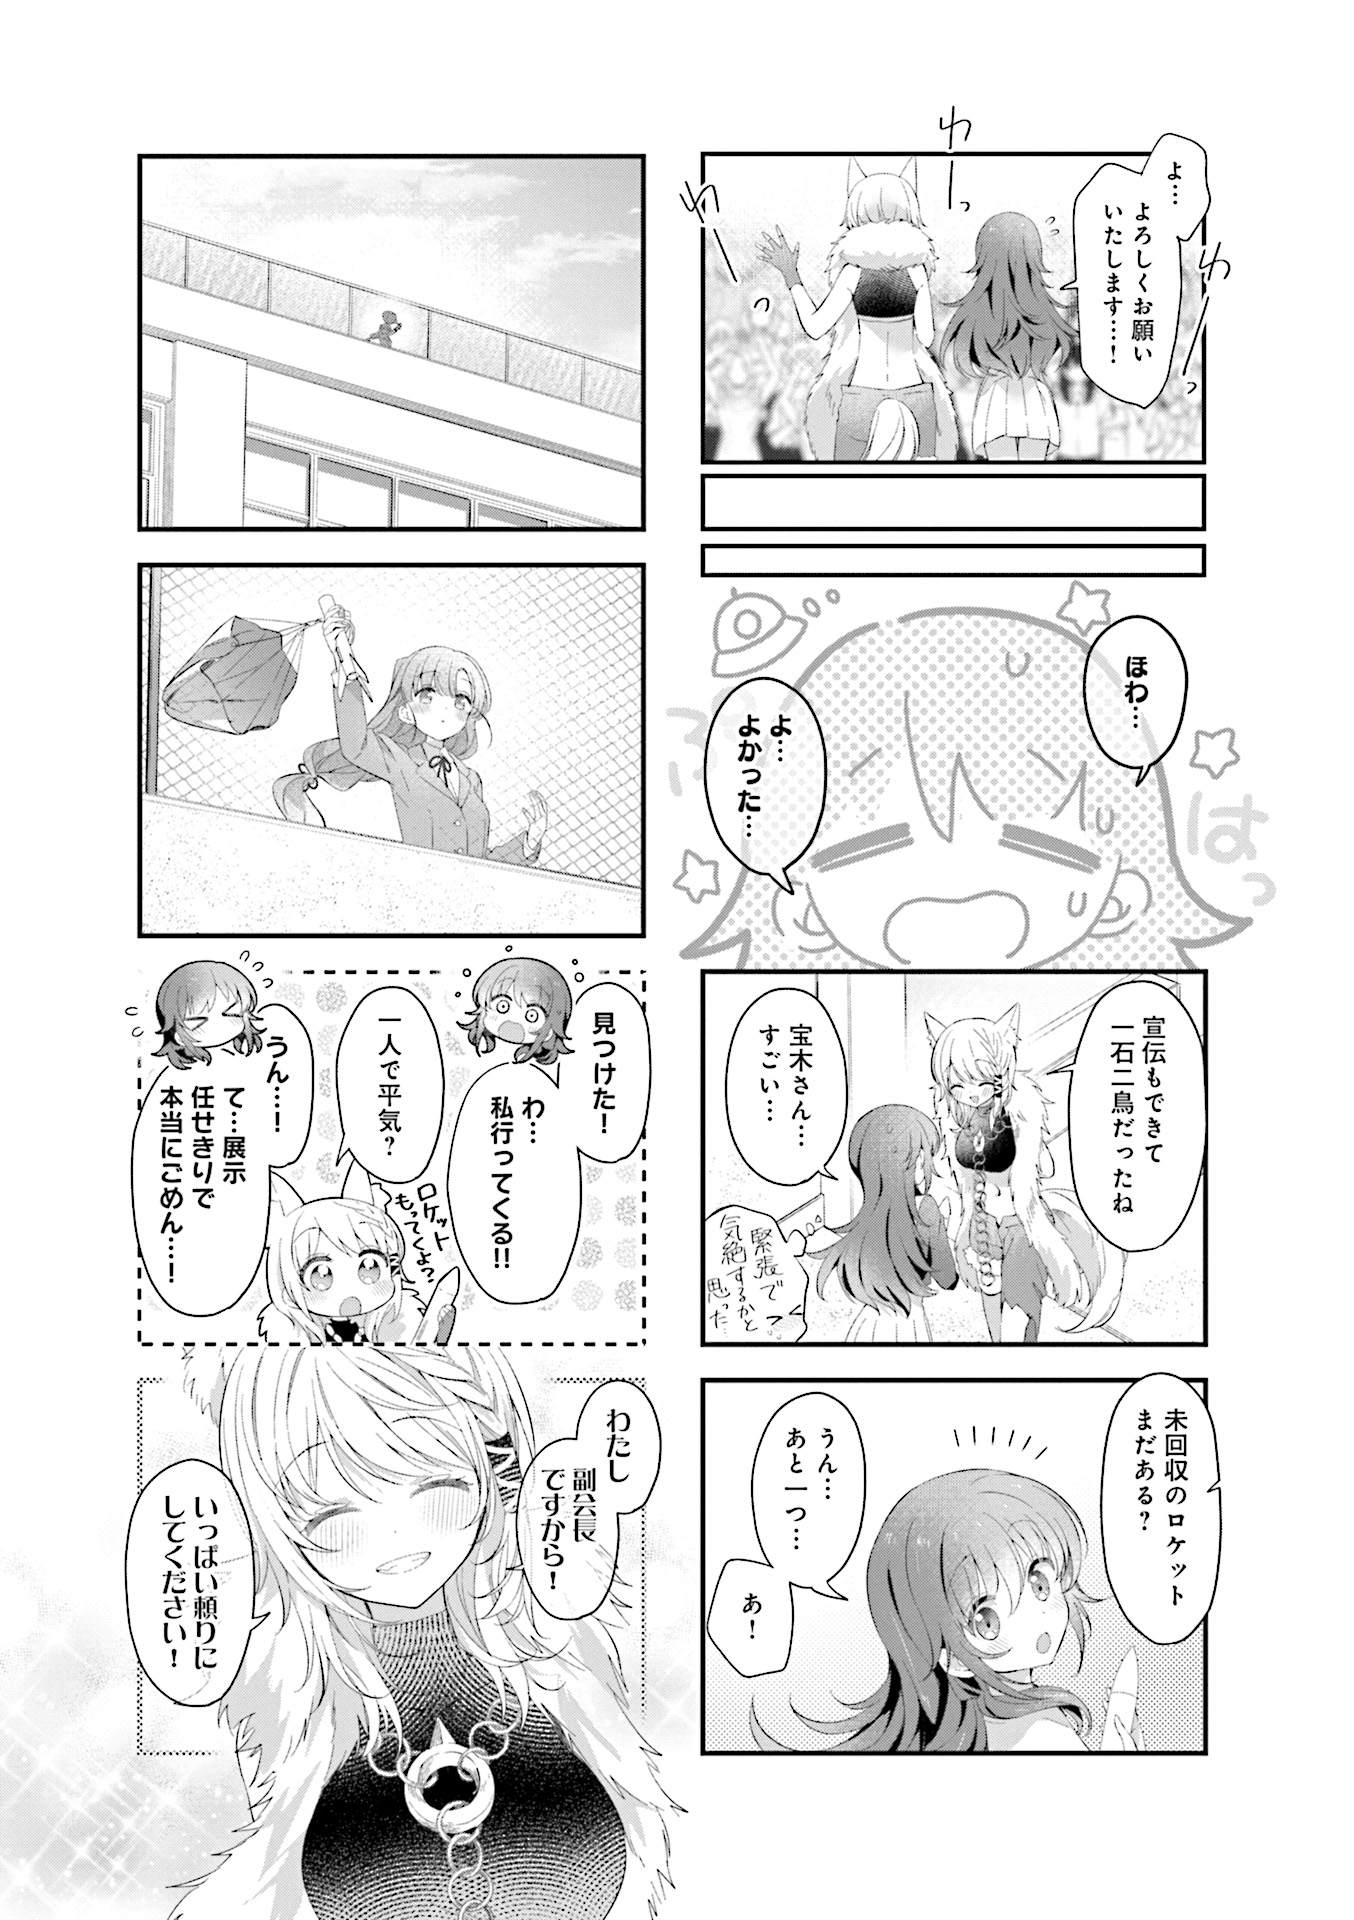 よ…
よろしくお願い
いたします……!
わ
わ
わ
ーっ
ほわ…
よ…
よかった…
はっ
宣伝もできて
一石二鳥だったね
宝木さん…
すごい…
緊張で
気絶するかと
思った…
未回収のロケット
まだある?
うん…
あと一つ…
あ!
見つけた!
わ…
私行ってくる!!
一人で平気?
ロケット
もってくよ?
うん…!
て…展示
任せきりで
本当にごめん…!
わたし
副会長
ですから!
いっぱい頼りに
してください!